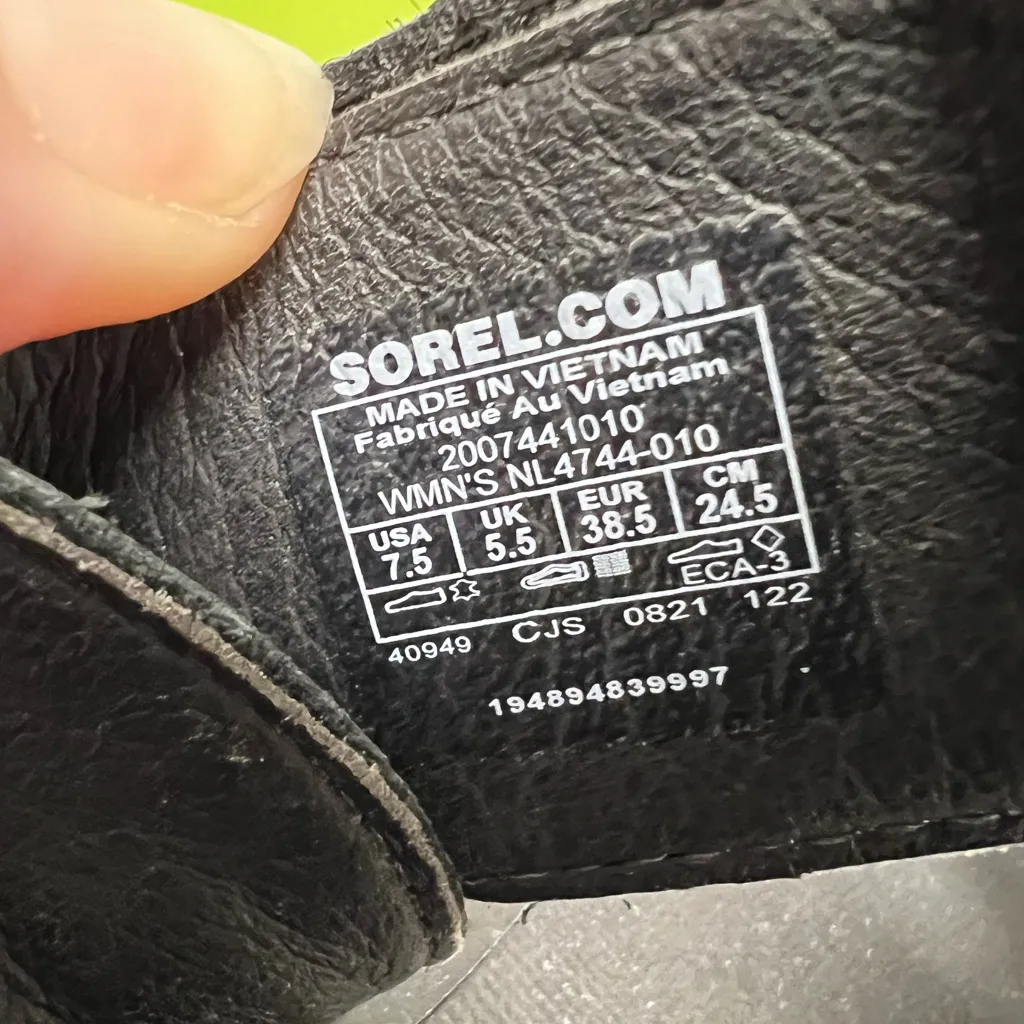 SOREL.COM
MADE IN VIETNAM
Fabriqué Au Vietnam
2007441010
WMN'S NL4744-010
USA UK EUR CM
7.5 5.5 38.5 24.5
ECA-3
40949 CJS 0821 122
194894839997